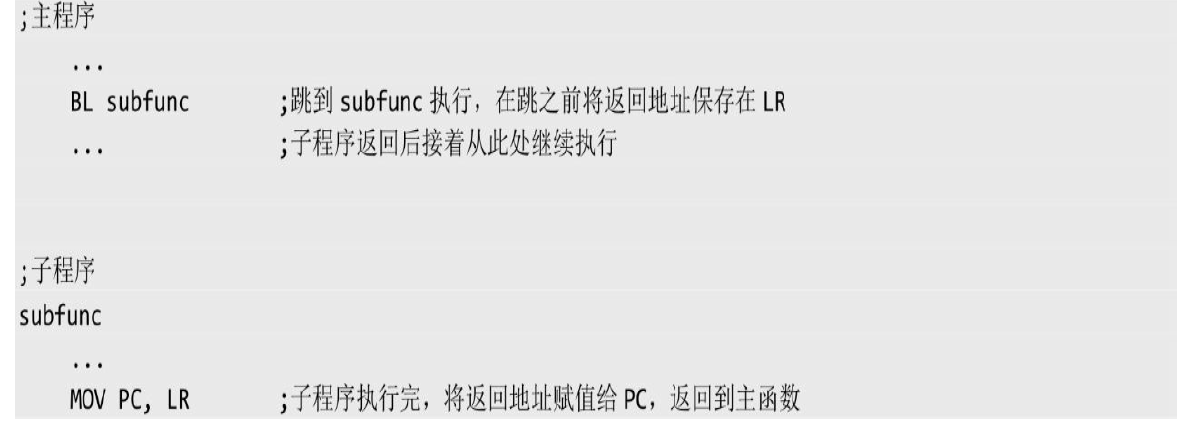 ;主程序
...
BL subfunc ;跳到 subfunc 执行，在跳之前将返回地址保存在 LR
... ;子程序返回后接着从此处继续执行
;子程序
subfunc
...
MOV PC, LR ;子程序执行完，将返回地址赋值给 PC，返回到主函数